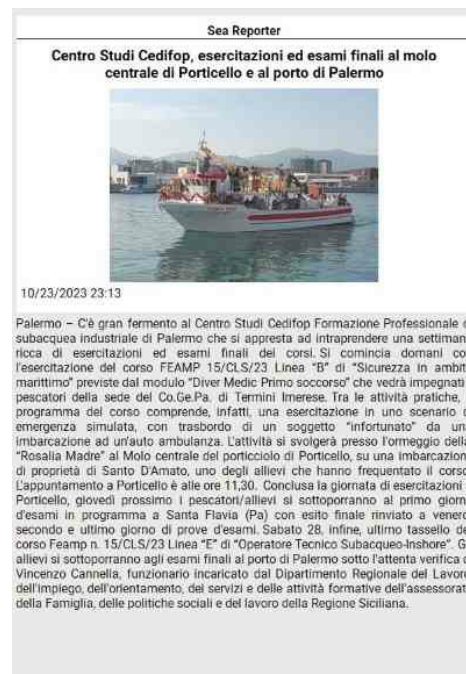 Sea Reporter
Centro Studi Cedifop, esercitazioni ed esami finali al molo
centrale di Porticello e al porto di Palermo
10/23/2023 23:13
Palermo – C'è gran fermento al Centro Studi Cedifop Formazione Professionale e
subacquea industriale di Palermo che si appresta ad intraprendere una settiman
ricca di esercitazioni ed esami finali dei corsi. Si comincia domani co
l'esercitazione del corso FEAMP 15/CLS/23 Linea "B" di "Sicurezza in ambit
marittimo" previste dal modulo "Diver Medic Primo soccorso" che vedrà impegnati
pescatori della sede del Co.Ge.Pa. di Termini Imerese. Tra le attività pratiche,
programma del corso comprende, infatti, una esercitazione in uno scenario d
emergenza simulata, con trasbordo di un soggetto "infortunato" da un
imbarcazione ad un'auto ambulanza. L'attività si svolgerà presso l'ormeggio della
"Rosalia Madre" al Molo centrale del porticciolo di Porticello, su una imbarcazion
di proprietà di Santo D'Amato, uno degli allievi che hanno frequentato il corso
L'appuntamento a Porticello è alle ore 11,30. Conclusa la giornata di esercitazioni
Porticello, giovedì prossimo i pescatori/allievi si sottoporranno al primo giorn
d'esami in programma a Santa Flavia (Pa) con esito finale rinviato a venerd
secondo e ultimo giorno di prove d'esami. Sabato 28, infine, ultimo tassello de
corso Feamp n. 15/CLS/23 Linea "E" di "Operatore Tecnico Subacqueo-Inshore". G
allievi si sottoporranno agli esami finali al porto di Palermo sotto l'attenta verifica d
Vincenzo Cannella, funzionario incaricato dal Dipartimento Regionale del Lavor
dell'impiego, dell'orientamento, dei servizi e delle attività formative dell'assessorat
della Famiglia, delle politiche sociali e del lavoro della Regione Siciliana.